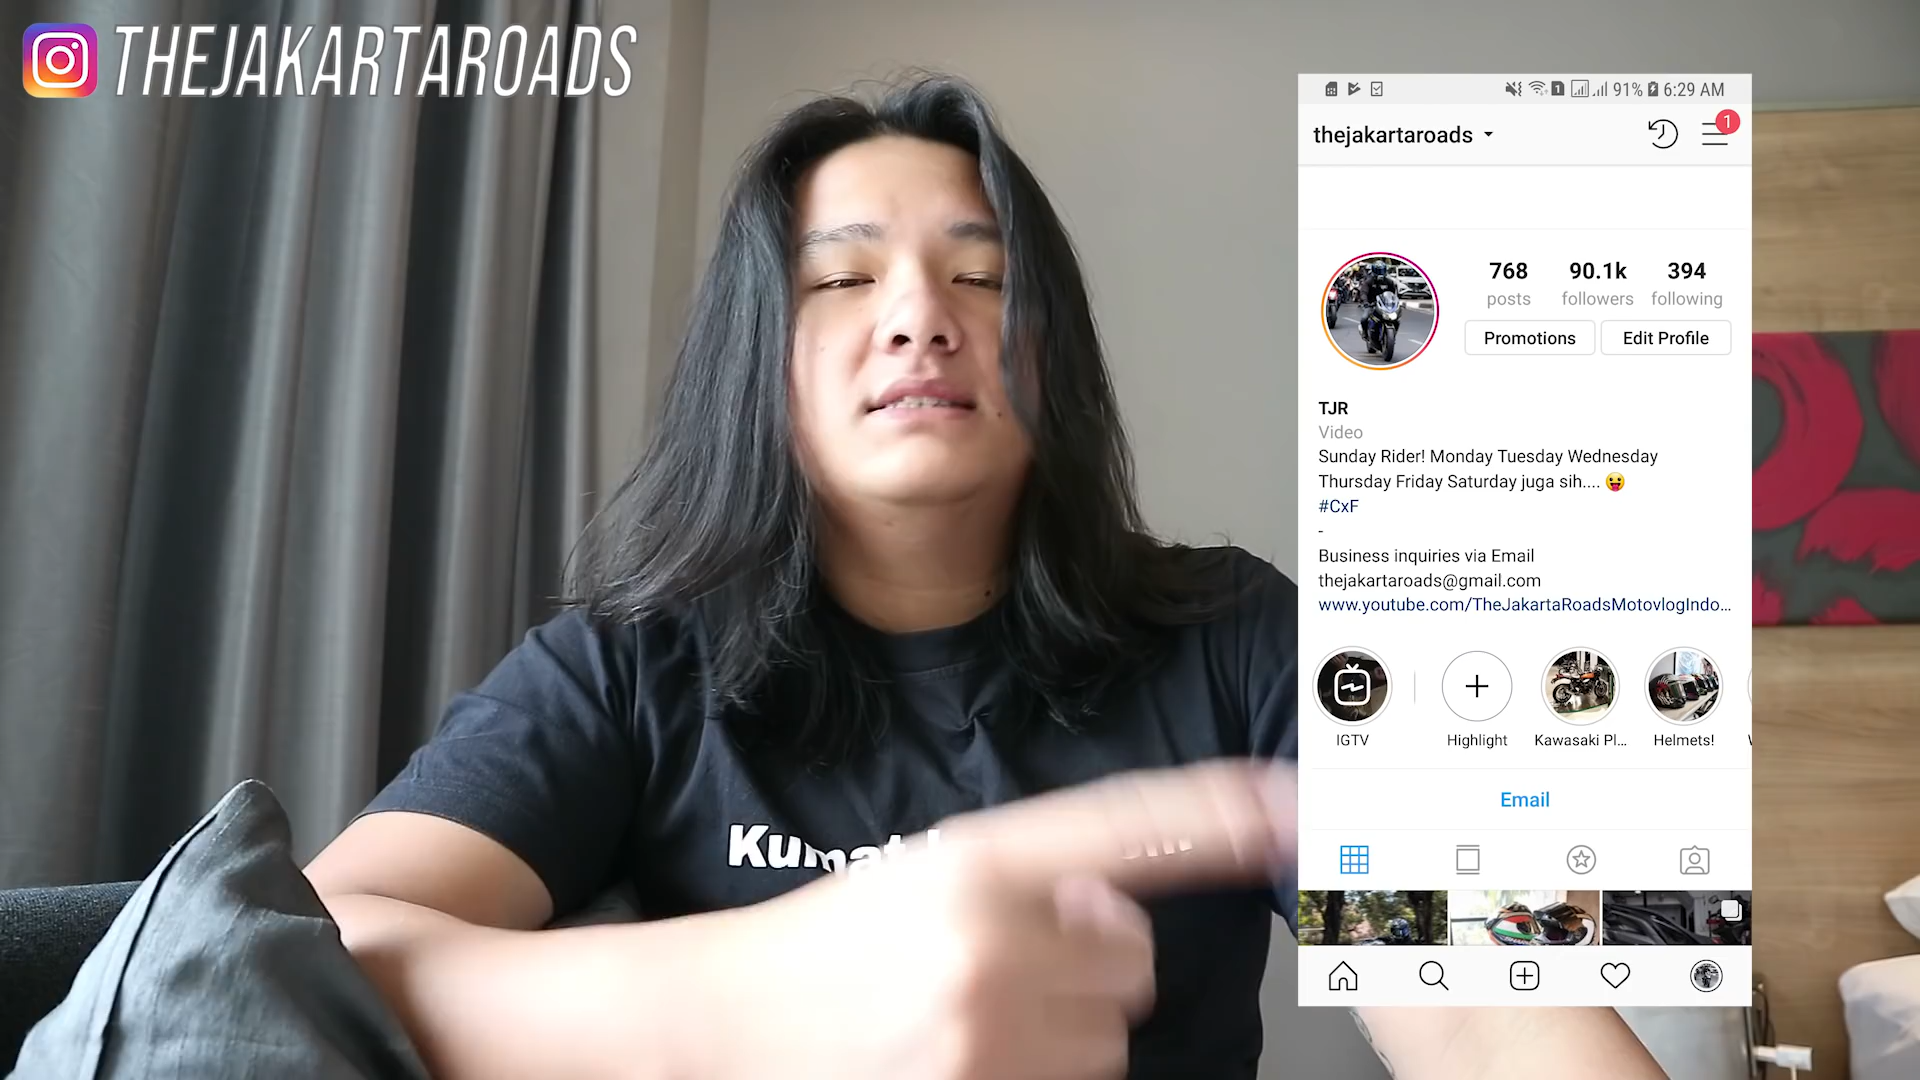 THEJAKARTAROADS
91% 6:29 AM
thejakartaroads
1
768 90.1k 394
posts followers following
Promotions Edit Profile
TJR
Video
Sunday Rider! Monday Tuesday Wednesday
Thursday Friday Saturday juga sih.... 😛
#CxF
-
Business inquiries via Email
thejakartaroads@gmail.com
www.youtube.com/TheJakartaRoadsMotovlogIndo...
IGTV Highlight Kawasaki Pl... Helmets!
Email